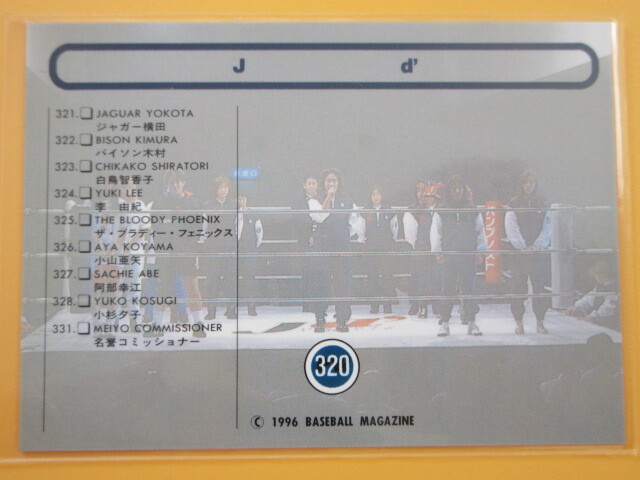 J d'
321. JAGUAR YOKOTA
ジャガー横田
322. BISON KIMURA
バイソン木村
323. CHIKAKO SHIRATORI
白鳥智香子
324. YUKI LEE
李 由紀
325. THE BLOODY PHOENIX
ザ・ブラディー・フェニックス
326. AYA KOYAMA
小山亜矢
327. SACHIE ABE
阿部幸江
328. YUKO KOSUGI
小杉夕子
331. MEIYO COMMISSIONER
名誉コミッショナー
320
© 1996 BASEBALL MAGAZINE